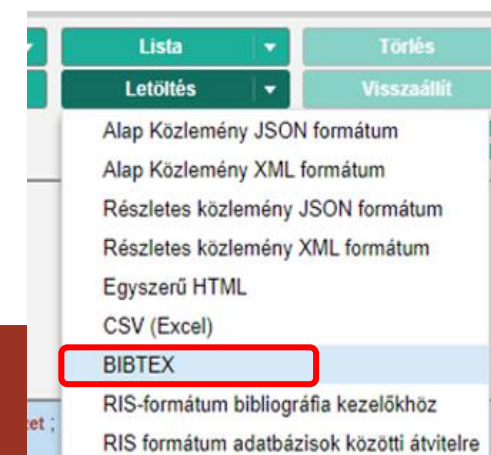 Lista Törlés
Letöltés Visszaállít
Alap Közlemény JSON formátum
Alap Közlemény XML formátum
Részletes közlemény JSON formátum
Részletes közlemény XML formátum
Egyszerű HTML
CSV (Excel)
BIBTEX
RIS-formátum bibliográfia kezelőkhöz
RIS formátum adatbázisok közötti átvitelre